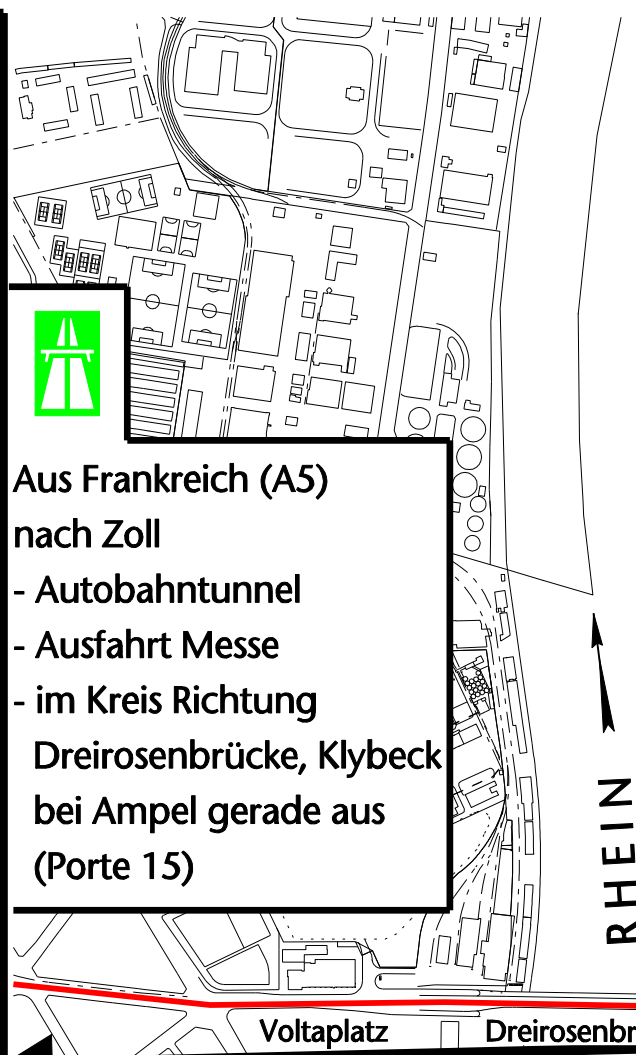 Aus Frankreich (A5)
nach Zoll
- Autobahntunnel
- Ausfahrt Messe
- im Kreis Richtung
Dreirosenbrücke, Klybeck
bei Ampel gerade aus
(Porte 15)
RHEIN
Voltaplatz
Dreirosenbr